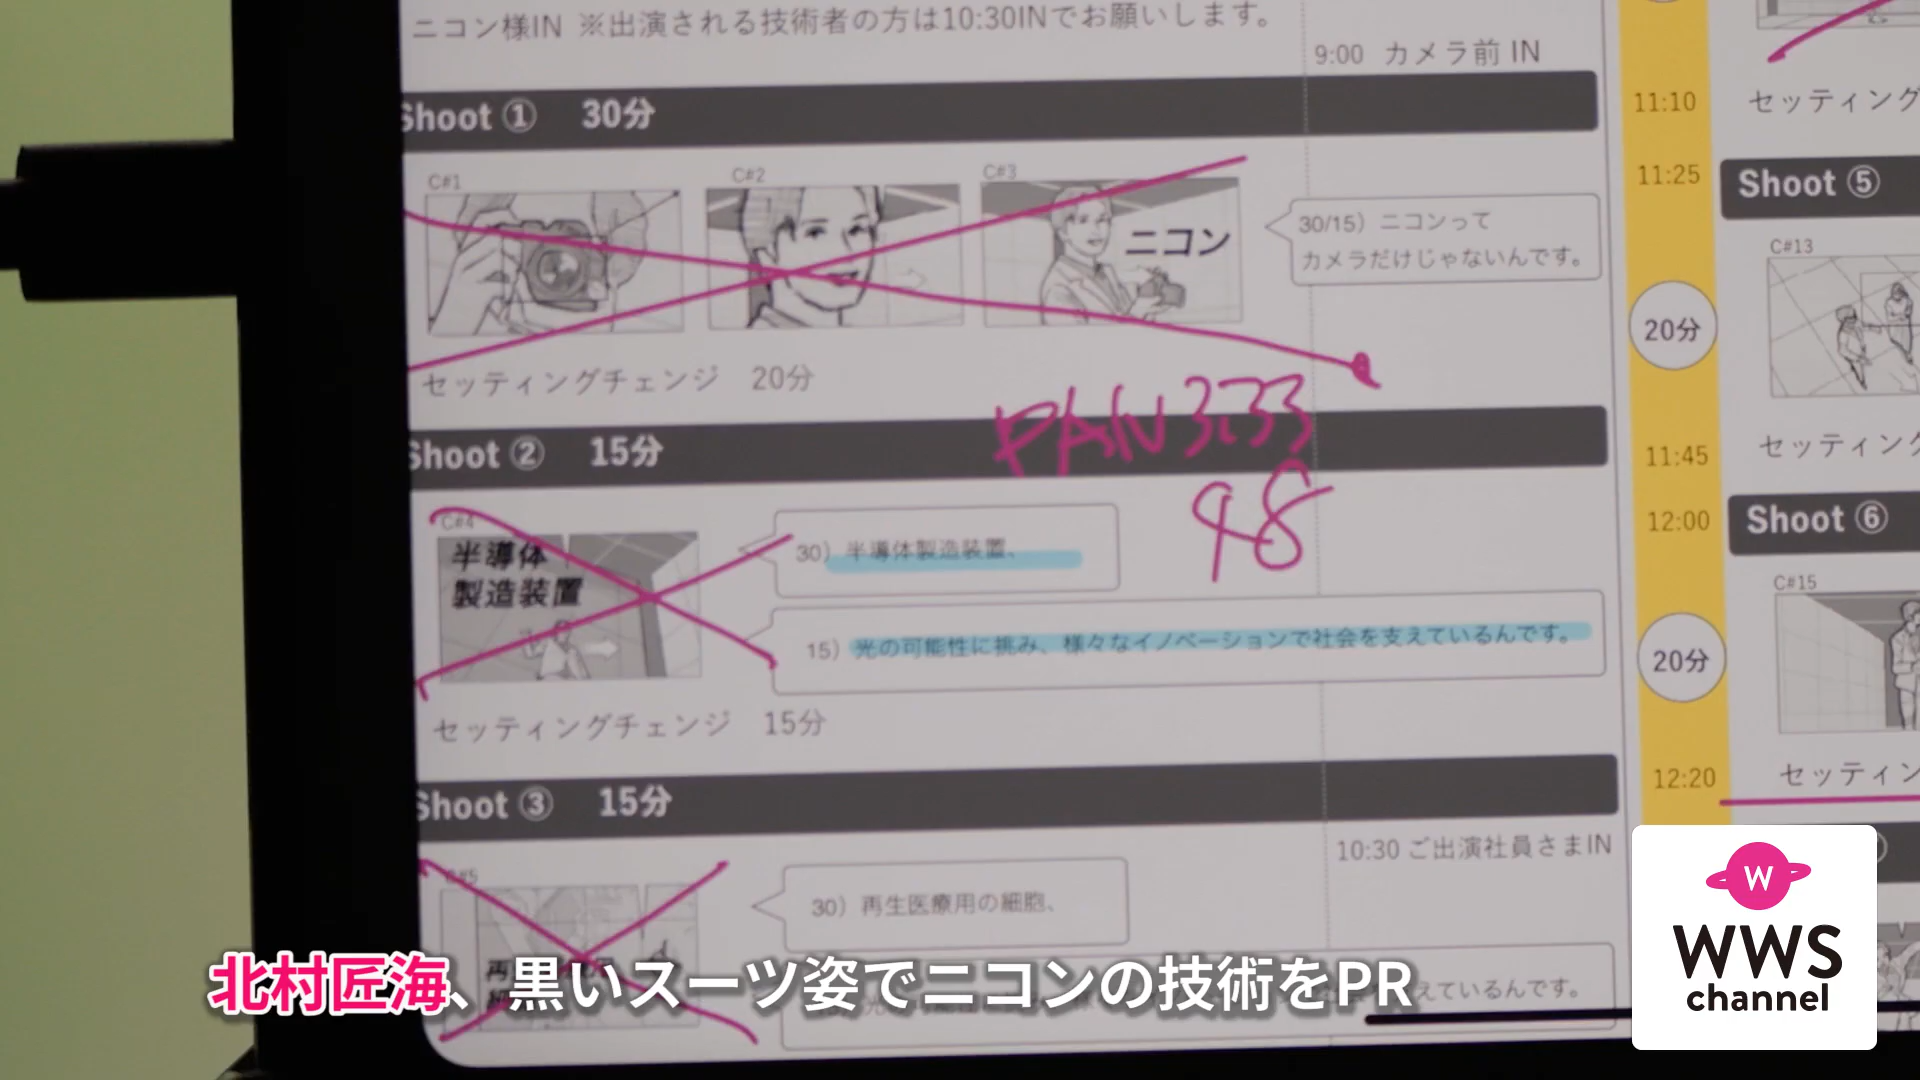 ニコン様IN ※出演される技術者の方は10:30INでお願いします。
9:00 カメラ前 IN
Shoot ① 30分
C#1
C#2
C#3
ニコン
30/15）ニコンって
カメラだけじゃないんです。
セッティングチェンジ 20分
PAN 3.33
48
Shoot ② 15分
C#4
半導体
製造装置
30）半導体製造装置、
15）光の可能性に挑み、様々なイノベーションで社会を支えているんです。
セッティングチェンジ 15分
Shoot ③ 15分
10:30 ご出演社員さまIN
C#5
30）再生医療用の細胞、
えているんです。
11:10
セッティング
11:25
Shoot ⑤
C#13
20分
11:45
セッティング
12:00
Shoot ⑥
C#15
20分
12:20
セッティン
北村匠海、黒いスーツ姿でニコンの技術をPR
W
WWS
channel